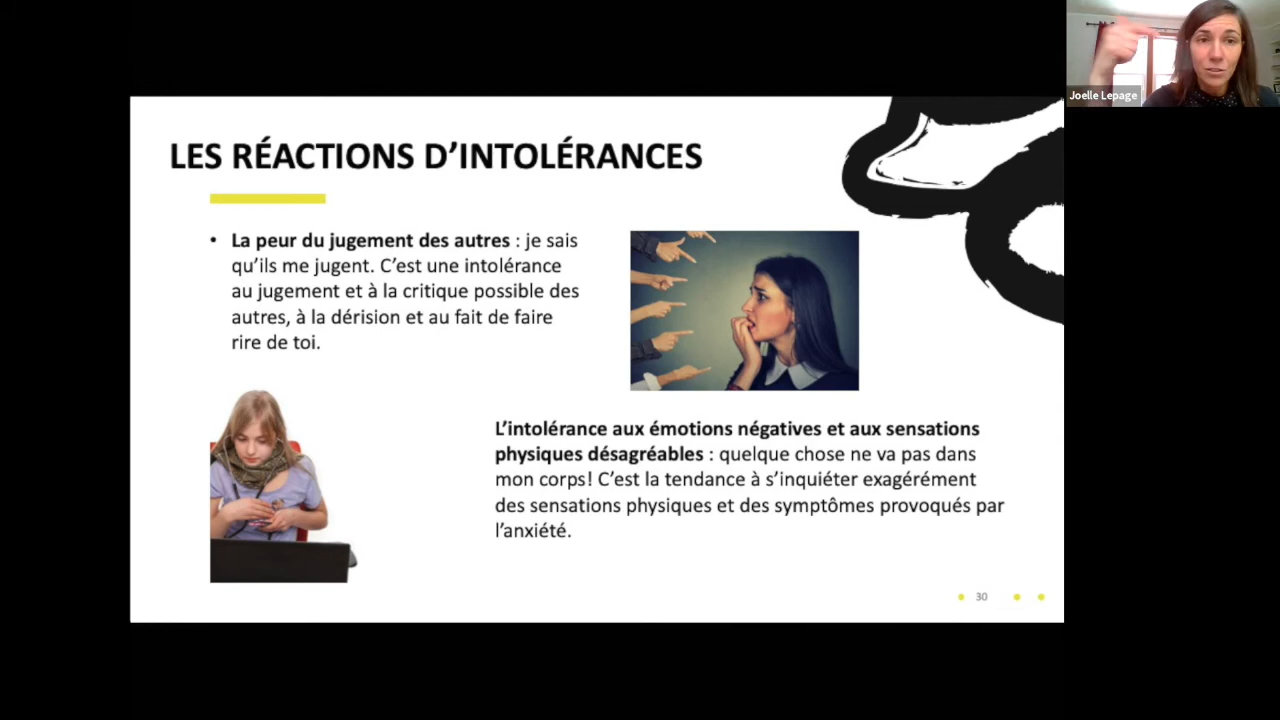 Joelle Lepage
LES RÉACTIONS D’INTOLÉRANCES
• La peur du jugement des autres : je sais
qu’ils me jugent. C’est une intolérance
au jugement et à la critique possible des
autres, à la dérision et au fait de faire
rire de toi.
L’intolérance aux émotions négatives et aux sensations
physiques désagréables : quelque chose ne va pas dans
mon corps! C’est la tendance à s’inquiéter exagérément
des sensations physiques et des symptômes provoqués par
l’anxiété.
30